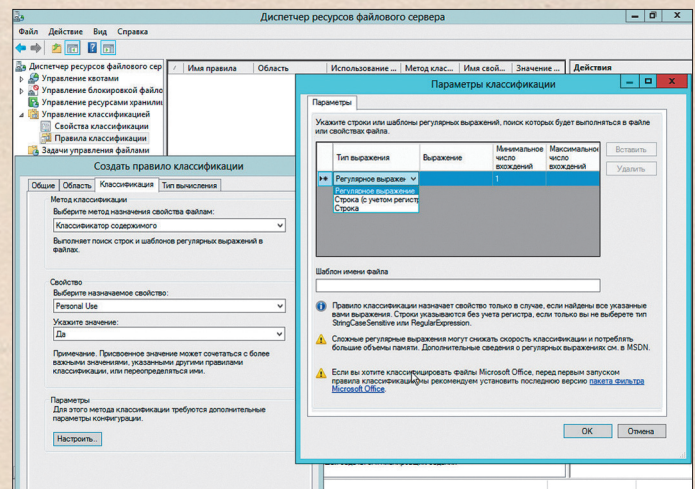 Диспетчер ресурсов файлового сервера
Файл Действие Вид Справка
Диспетчер ресурсов файлового сер
Управление квотами
Управление блокировкой файло
Управление ресурсами хранилищ
Управление классификацией
Свойства классификации
Правила классификации
Задачи управления файлами
Имя правила Область Использование ... Метод клас... Имя свой... Значение ...
Действия
Создать правило классификации
Общие Область Классификация Тип вычисления
Метод классификации
Выберите метод назначения свойства файлам:
Классификатор содержимого
Выполняет поиск строк и шаблонов регулярных выражений в
файлах.
Свойство
Выберите назначаемое свойство:
Personal Use
Укажите значение:
Да
Примечание. Присвоенное значение может сочетаться с более
важными значениями, указанными другими правилами
классификации, или переопределяться ими.
Параметры
Для этого метода классификации требуются дополнительные
параметры конфигурации.
Настроить...
Параметры классификации
Параметры
Укажите строки или шаблоны регулярных выражений, поиск которых будет выполняться в файле
или свойствах файла.
Тип выражения Выражение Минимальное число вхождений Максимальное число вхождений
Вставить
Удалить
Регулярное выражен 1
Регулярное выражение
Строка (с учетом регистр
Строка
Шаблон имени файла
Правило классификации назначает свойство только в случае, если найдены все указанные
вами выражения. Строки указываются без учета регистра, если только вы не выберете тип
StringCaseSensitive или RegularExpression.
Сложные регулярные выражения могут снижать скорость классификации и потреблять
большие объемы памяти. Дополнительные сведения о регулярных выражениях см. в MSDN.
Если вы хотите классифицировать файлы Microsoft Office, перед первым запуском
правила классификации мы рекомендуем установить последнюю версию пакета фильтра
Microsoft Office.
OK Отмена